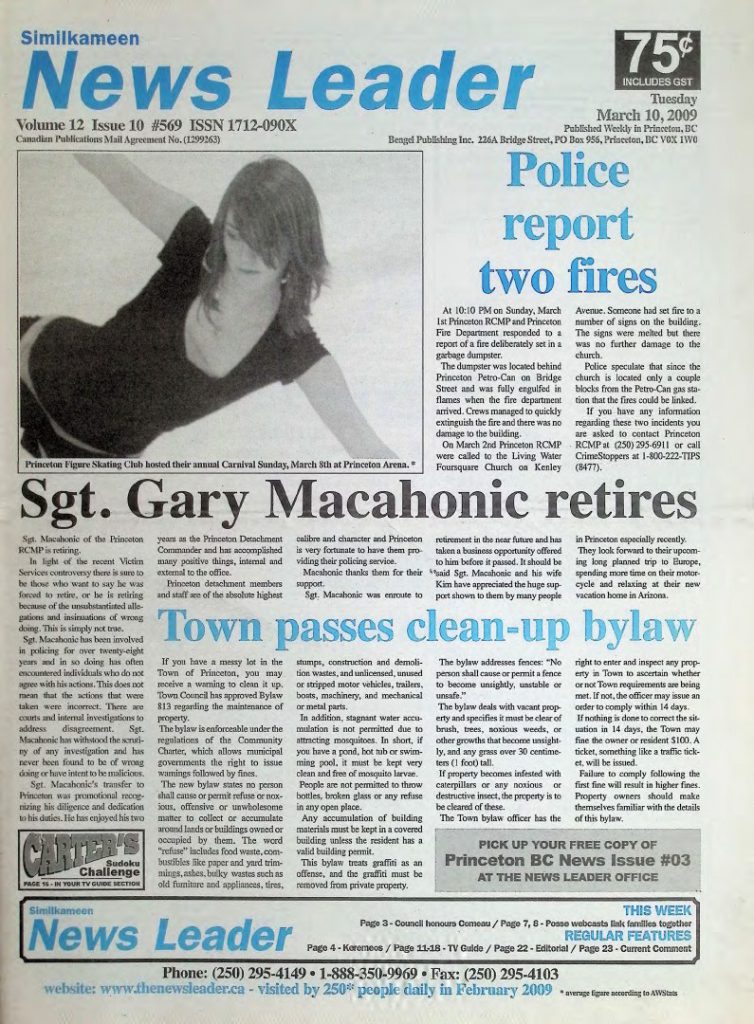 Similkameen
News Leader
75¢
INCLUDES GST
Tuesday
March 10, 2009
Volume 12 Issue 10 #569 ISSN 1712-090X
Published Weekly in Princeton, BC
Canadian Publications Mail Agreement No. (1299263)
Bengel Publishing Inc. 226A Bridge Street, PO Box 956, Princeton, BC V0X 1W0
Princeton Figure Skating Club hosted their annual Carnival Sunday, March 8th at Princeton Arena. *
Police
report
two fires
At 10:10 PM on Sunday, March
1st Princeton RCMP and Princeton
Fire Department responded to a
report of a fire deliberately set in a
garbage dumpster.
The dumpster was located behind
Princeton Petro-Can on Bridge
Street and was fully engulfed in
flames when the fire department
arrived. Crews managed to quickly
extinguish the fire and there was no
damage to the building.
On March 2nd Princeton RCMP
were called to the Living Water
Foursquare Church on Kenley
Avenue. Someone had set fire to a
number of signs on the building.
The signs were melted but there
was no further damage to the
church.
Police speculate that since the
church is located only a couple
blocks from the Petro-Can gas sta-
tion that the fires could be linked.
If you have any information
regarding these two incidents you
are asked to contact Princeton
RCMP at (250) 295-6911 or call
CrimeStoppers at 1-800-222-TIPS
(8477).
Sgt. Gary Macahonic retires
Sgt. Macahonic of the Princeton
RCMP is retiring.
In light of the recent Victim
Services controversy there is sure to
be those who want to say he was
forced to retire, or he is retiring
because of the unsubstantiated alle-
gations and insinuations of wrong
doing. This is simply not true.
Sgt. Macahonic has been involved
in policing for over twenty-eight
years and in so doing has often
encountered individuals who do not
agree with his actions. This does not
mean that the actions that were
taken were incorrect. There are
courts and internal investigations to
address disagreement. Sgt.
Macahonic has withstood the scruti-
ny of any investigation and has
never been found to be of wrong
doing or have intent to be malicious.
Sgt. Macahonic's transfer to
Princeton was promotional recog-
nizing his diligence and dedication
to his duties. He has enjoyed his two
years as the Princeton Detachment
Commander and has accomplished
many positive things, internal and
external to the office.
Princeton detachment members
and staff are of the absolute highest
calibre and character and Princeton
is very fortunate to have them pro-
viding their policing service.
Macahonic thanks them for their
support.
Sgt. Macahonic was enroute to
retirement in the near future and has
taken a business opportunity offered
to him before it passed. It should be
said Sgt. Macahonic and his wife
Kim have appreciated the huge sup-
port shown to them by many people
in Princeton especially recently.
They look forward to their upcom-
ing long planned trip to Europe,
spending more time on their motor-
cycle and relaxing at their new
vacation home in Arizona.
Town passes clean-up bylaw
If you have a messy lot in the
Town of Princeton, you may
receive a warning to clean it up.
Town Council has approved Bylaw
813 regarding the maintenance of
property.
The bylaw is enforceable under the
regulations of the Community
Charter, which allows municipal
governments the right to issue
warnings followed by fines.
The new bylaw states no person
shall cause or permit refuse or nox-
ious, offensive or unwholesome
matter to collect or accumulate
around lands or buildings owned or
occupied by them. The word
"refuse" includes food waste, com-
bustibles like paper and yard trim-
mings, ashes, bulky wastes such as
old furniture and appliances, tires,
stumps, construction and demoli-
tion wastes, and unlicensed, unused
or stripped motor vehicles, trailers,
boats, machinery, and mechanical
or metal parts.
In addition, stagnant water accu-
mulation is not permitted due to
attracting mosquitoes. In short, if
you have a pond, hot tub or swim-
ming pool, it must be kept very
clean and free of mosquito larvae.
People are not permitted to throw
bottles, broken glass or any refuse
in any open place.
Any accumulation of building
materials must be kept in a covered
building unless the resident has a
valid building permit.
This bylaw treats graffiti as an
offense, and the graffiti must be
removed from private property.
The bylaw addresses fences: "No
person shall cause or permit a fence
to become unsightly, unstable or
unsafe."
The bylaw deals with vacant prop-
erty and specifies it must be clear of
brush, trees, noxious weeds, or
other growths that become unsight-
ly, and any grass over 30 centime-
ters (1 foot) tall.
If property becomes infested with
caterpillars or any noxious or
destructive insect, the property is to
be cleared of these.
The Town bylaw officer has the
right to enter and inspect any prop-
erty in Town to ascertain whether
or not Town requirements are being
met. If not, the officer may issue an
order to comply within 14 days.
If nothing is done to correct the sit-
uation in 14 days, the Town may
fine the owner or resident $100. A
ticket, something like a traffic tick-
et, will be issued.
Failure to comply following the
first fine will result in higher fines.
Property owners should make
themselves familiar with the details
of this bylaw.
CARTER'S
Sudoku
Challenge
PAGE 16 - IN YOUR TV GUIDE SECTION
PICK UP YOUR FREE COPY OF
Princeton BC News Issue #03
AT THE NEWS LEADER OFFICE
Similkameen
News Leader
THIS WEEK
Page 3 - Council honours Comeau / Page 7, 8 - Posse webcasts link families together
REGULAR FEATURES
Page 4 - Keremeos / Page 11-18 - TV Guide / Page 22 - Editorial / Page 23 - Current Comment
Phone: (250) 295-4149 • 1-888-350-9969 • Fax: (250) 295-4103
website: www.thenewsleader.ca - visited by 250* people daily in February 2009 * average figure according to AWStats